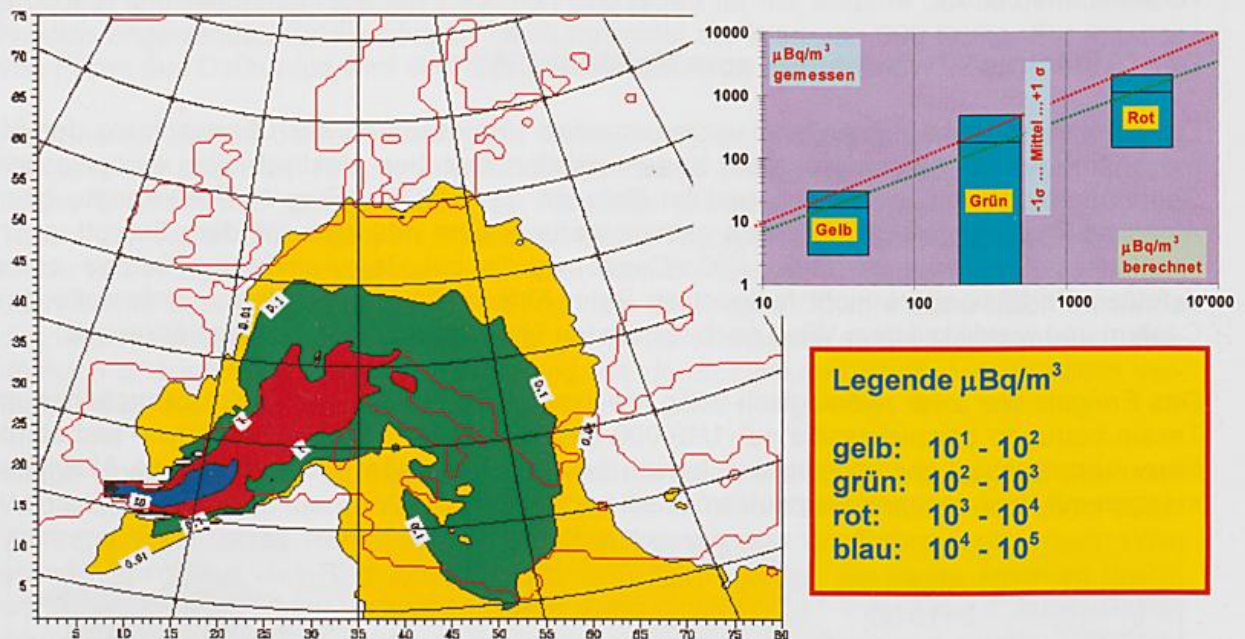 75
70
65
60
55
50
45
40
35
30
25
20
15
10
5
0.01
0.1
0.1
0.01
10
0.1
0.01
0.1
5 10 15 20 25 30 35 40 45 50 55 60 65 70 75 80
10000
1000
100
10
1
µBq/m³
gemessen
-1σ ... Mittel ...+1 σ
Rot
Grün
Gelb
µBq/m³
berechnet
10 100 1000 10'000
Legende µBq/m³
gelb: 10¹ - 10²
grün: 10² - 10³
rot: 10³ - 10⁴
blau: 10⁴ - 10⁵